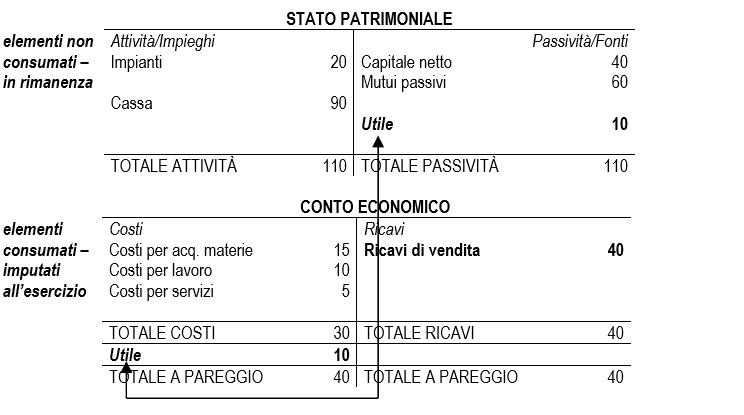 STATO PATRIMONIALE
elementi non Attività/Impieghi Passività/Fonti
consumati – Impianti 20 Capitale netto 40
in rimanenza Mutui passivi 60
Cassa 90
Utile 10
TOTALE ATTIVITÀ 110 TOTALE PASSIVITÀ 110
CONTO ECONOMICO
elementi Costi Ricavi
consumati – Costi per acq. materie 15 Ricavi di vendita 40
imputati Costi per lavoro 10
all'esercizio Costi per servizi 5
TOTALE COSTI 30 TOTALE RICAVI 40
Utile 10
TOTALE A PAREGGIO 40 TOTALE A PAREGGIO 40